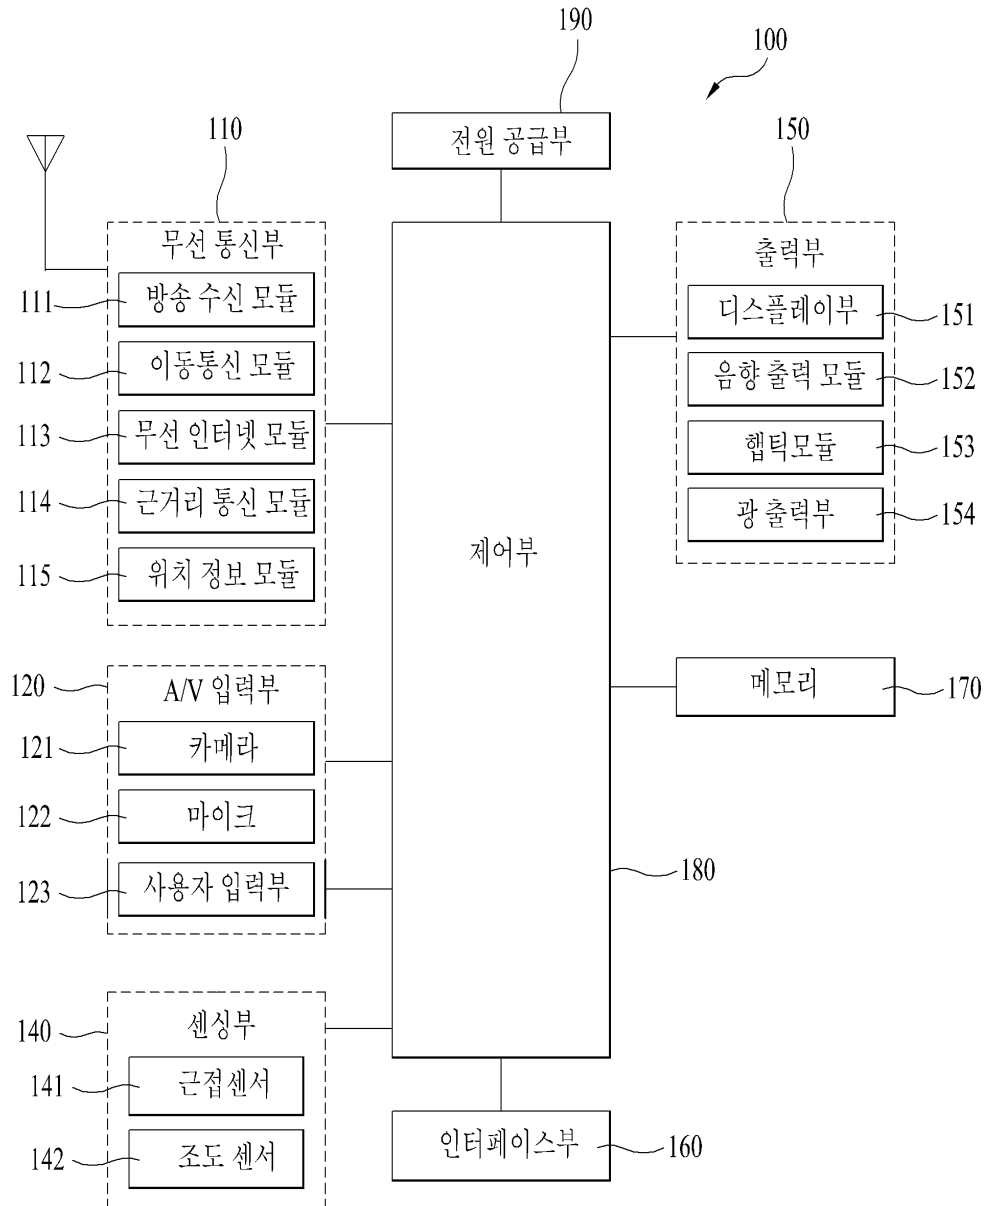 190
100
전원 공급부
110
무선 통신부
111
방송 수신 모듈
112
이동통신 모듈
113
무선 인터넷 모듈
114
근거리 통신 모듈
115
위치 정보 모듈
120
A/V 입력부
121
카메라
122
마이크
123
사용자 입력부
140
센싱부
141
근접센서
142
조도 센서
제어부
180
150
출력부
디스플레이부
151
음향 출력 모듈
152
햅틱모듈
153
광 출력부
154
메모리
170
인터페이스부
160